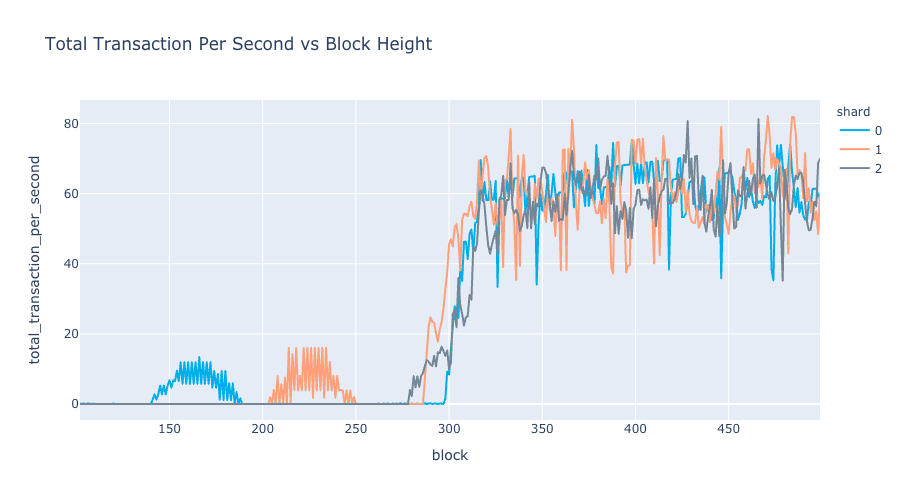 Total Transaction Per Second vs Block Height
shard
0
1
2
total_transaction_per_second
80
60
40
20
0
150 200 250 300 350 400 450
block